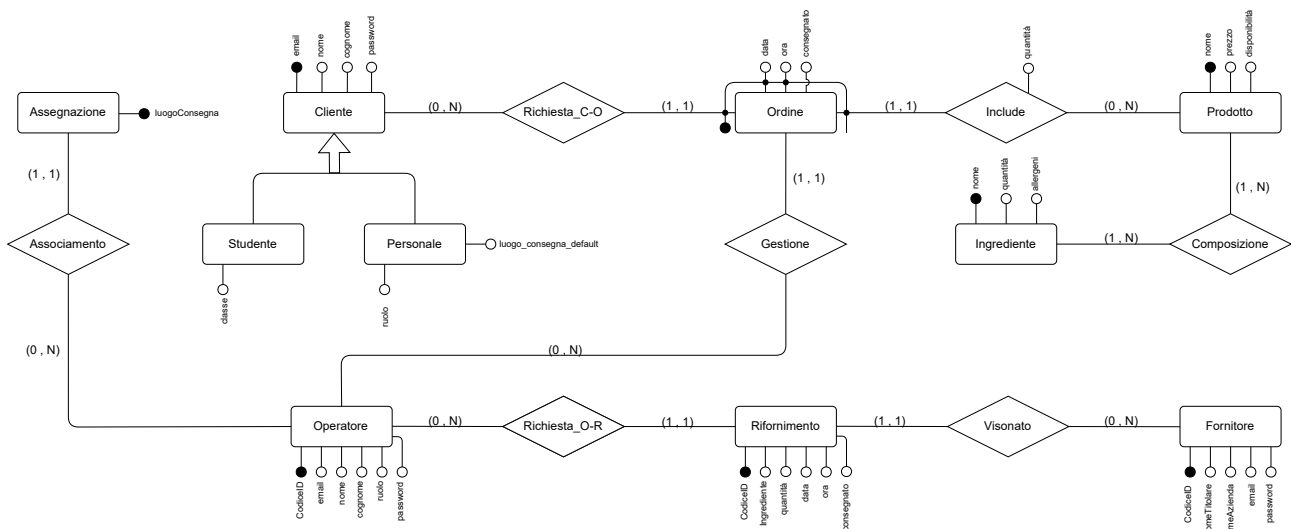 email
nome
cognome
password
data
ora
consegnato
quantità
nome
prezzo
disponibilità
Assegnazione
luogoConsegna
Cliente
(0 , N)
Richiesta_C-O
(1 , 1)
Ordine
(1 , 1)
Include
(0 , N)
Prodotto
(1 , 1)
(1 , 1)
nome
quantità
allergeni
(1 , N)
Associamento
Studente
Personale
luogo_consegna_default
Gestione
Ingrediente
(1 , N)
Composizione
classe
ruolo
(0 , N)
(0 , N)
Operatore
(0 , N)
Richiesta_O-R
(1 , 1)
Rifornimento
(1 , 1)
Visonato
(0 , N)
Fornitore
CodiceID
email
nome
cognome
ruolo
password
CodiceID
Ingrediente
quantità
data
ora
consegnato
CodiceID
omeTitolare
meAzienda
email
password